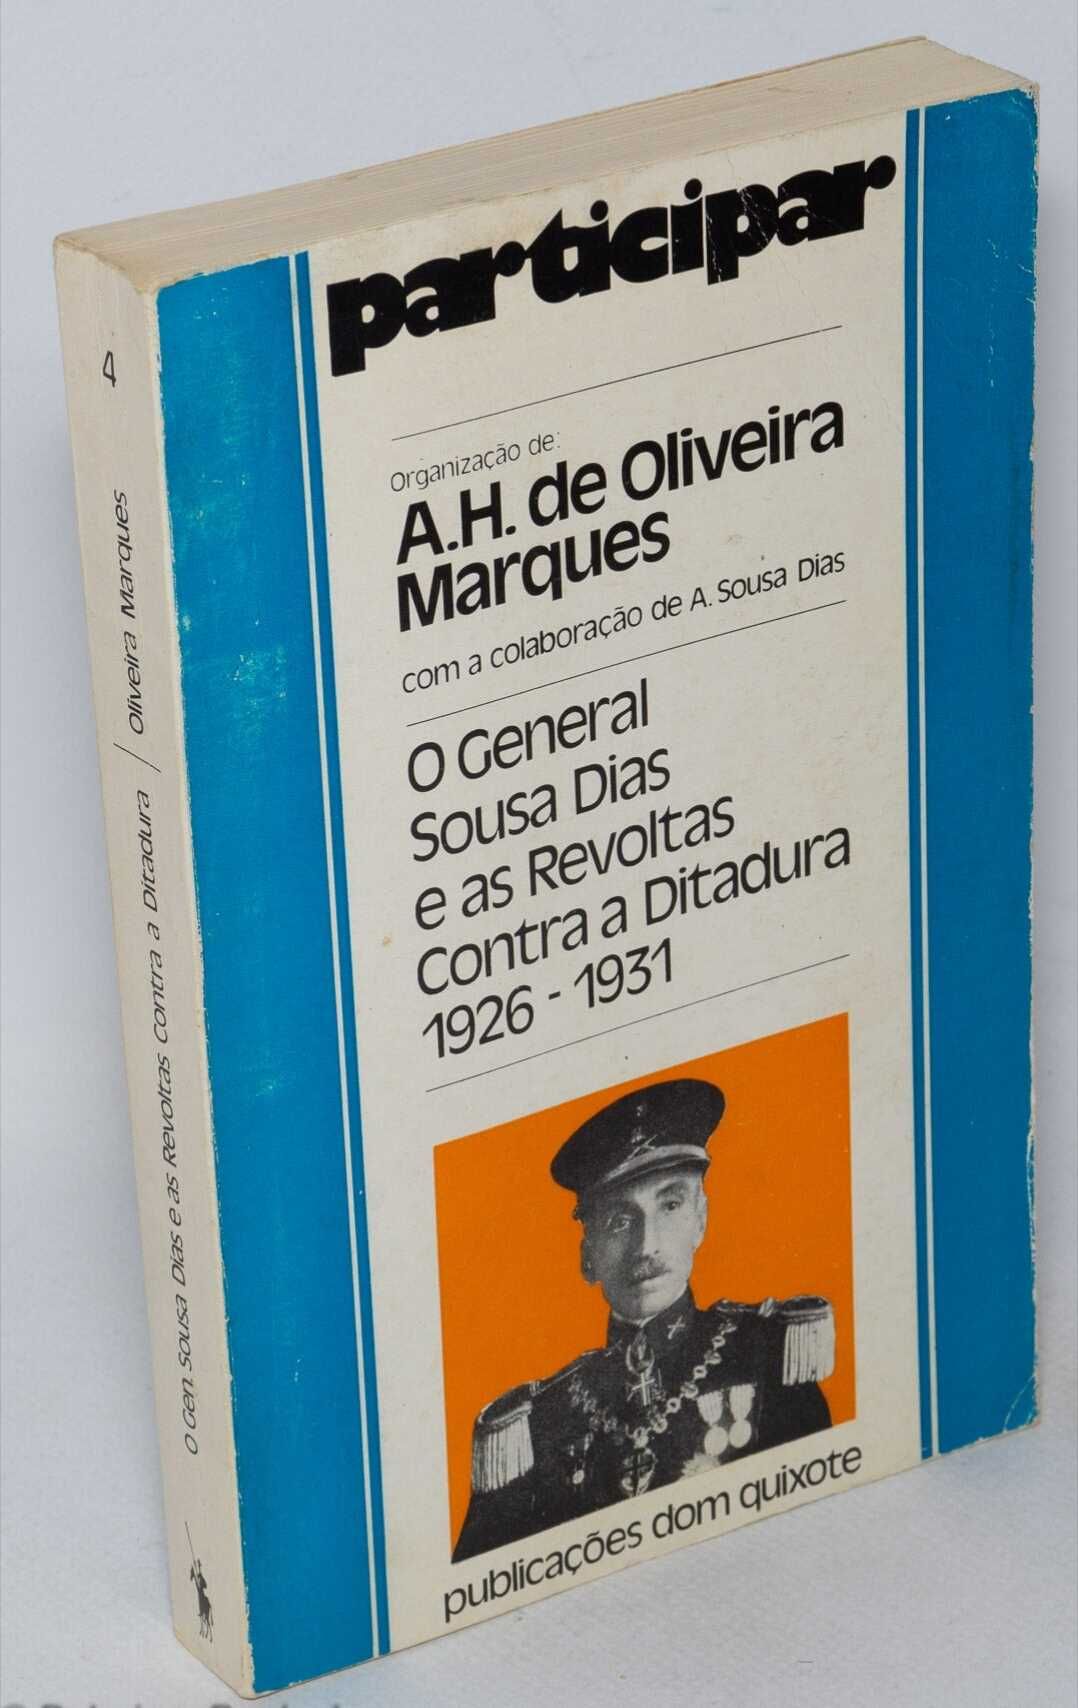 participar
Organização de:
A.H. de Oliveira
Marques
com a colaboração de A. Sousa Dias
O General
Sousa Dias
e as Revoltas
Contra a Ditadura
1926 - 1931
publicações dom quixote
4
O Gen. Sousa Dias e as Revoltas Contra a Ditadura / Oliveira Marques